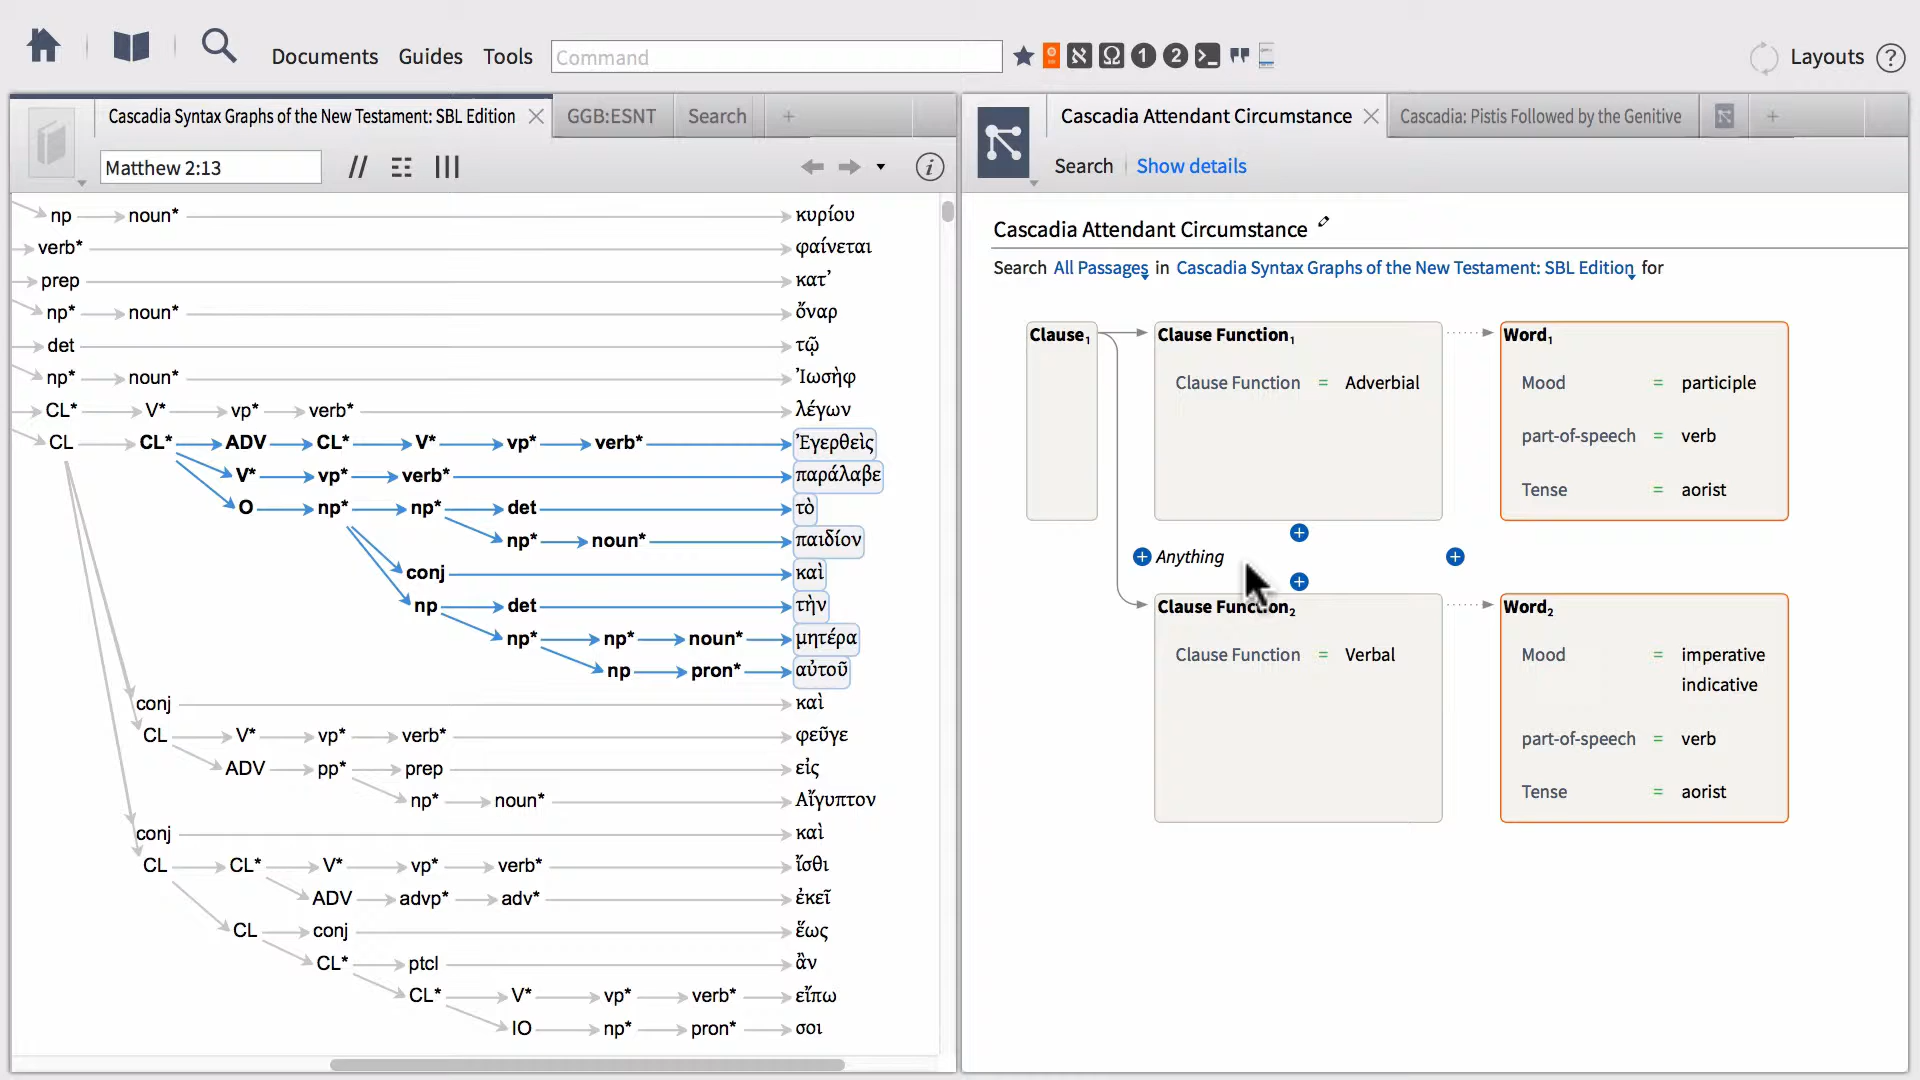 Documents Guides Tools Command 1 2 Layouts ?
Cascadia Syntax Graphs of the New Testament: SBL Edition GGB:ESNT Search +
Matthew 2:13
np noun* κυρίου
verb* φαίνεται
prep κατ’
np* noun* ὄναρ
det τῷ
np* noun* Ἰωσὴφ
CL* V* vp* verb* λέγων
CL CL* ADV CL* V* vp* verb* Ἐγερθεὶς
V* vp* verb* παράλαβε
O np* np* det τὸ
np* noun* παιδίον
conj καὶ
np det τὴν
np* np* noun* μητέρα
np pron* αὐτοῦ
conj καὶ
CL V* vp* verb* φεῦγε
ADV pp* prep εἰς
np* noun* Αἴγυπτον
conj καὶ
CL CL* V* vp* verb* ἴσθι
ADV advp* adv* ἐκεῖ
CL conj ἕως
CL* ptcl ἂν
CL* V* vp* verb* εἴπω
IO np* pron* σοι
Cascadia Attendant Circumstance Cascadia: Pistis Followed by the Genitive +
Search Show details
Cascadia Attendant Circumstance
Search All Passages in Cascadia Syntax Graphs of the New Testament: SBL Edition for
Clause1 Clause Function1 Word1
Clause Function = Adverbial Mood = participle
part-of-speech = verb
Tense = aorist
Anything
Clause Function2 Word2
Clause Function = Verbal Mood = imperative
indicative
part-of-speech = verb
Tense = aorist